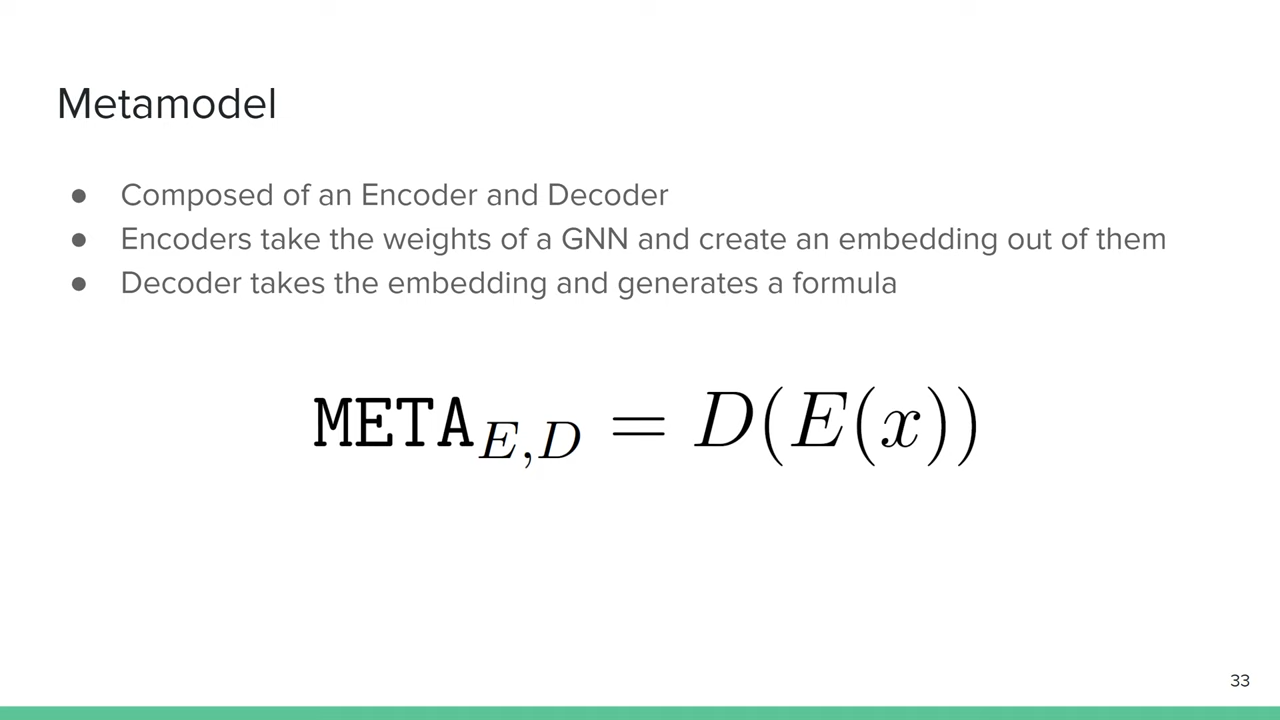 Metamodel
● Composed of an Encoder and Decoder
● Encoders take the weights of a GNN and create an embedding out of them
● Decoder takes the embedding and generates a formula
META_{E,D} = D(E(x))
33